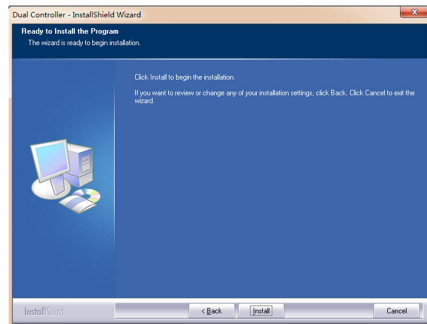 Dual Controller - InstallShield Wizard
Ready to Install the Program
The wizard is ready to begin installation.
Click Install to begin the installation.
If you want to review or change any of your installation settings, click Back. Click Cancel to exit the
wizard.
InstallShield
< Back
Install
Cancel